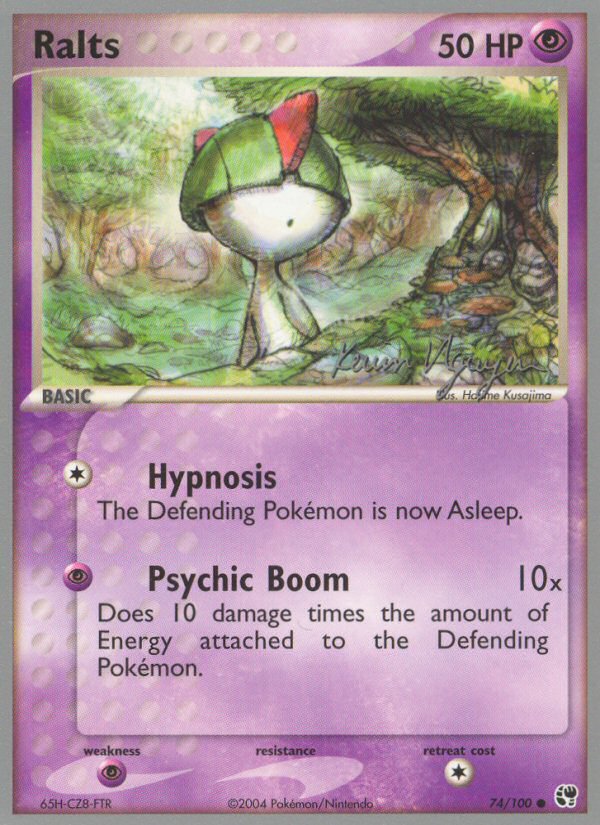 Ralts
50 HP
Kevin Nguyen
BASIC
Illus. Hajime Kusajima
Hypnosis
The Defending Pokémon is now Asleep.
Psychic Boom 10x
Does 10 damage times the amount of
Energy attached to the Defending
Pokémon.
weakness resistance retreat cost
65H-CZ8-FTR ©2004 Pokémon/Nintendo 74/100